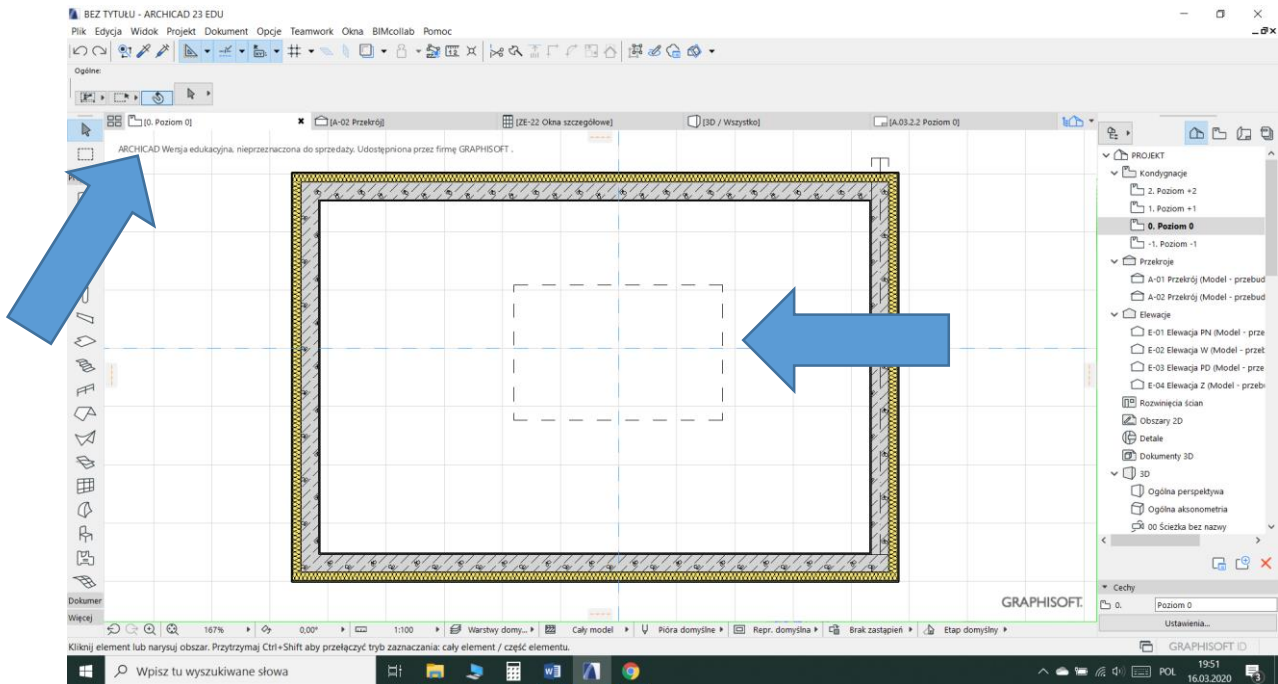 BEZ TYTUŁU - ARCHICAD 23 EDU
Plik Edycja Widok Projekt Dokument Opcje Teamwork Okna BIMcollab Pomoc
Ogólne:
[0. Poziom 0]
[A-02 Przekrój]
[ZE-22 Okna szczegółowe]
[3D / Wszystko]
[A.03.2.2 Poziom 0]
ARCHICAD Wersja edukacyjna, nieprzeznaczona do sprzedaży. Udostępniona przez firmę GRAPHISOFT .
PROJEKT
Kondygnacje
2. Poziom +2
1. Poziom +1
0. Poziom 0
-1. Poziom -1
Przekroje
A-01 Przekrój (Model - przebud
A-02 Przekrój (Model - przebud
Elewacje
E-01 Elewacja PN (Model - prze
E-02 Elewacja W (Model - przeb
E-03 Elewacja PD (Model - prze
E-04 Elewacja Z (Model - przebu
Rozwinięcia ścian
Obszary 2D
Detale
Dokumenty 3D
3D
Ogólna perspektywa
Ogólna aksonometria
00 Ścieżka bez nazwy
Cechy
0. Poziom 0
Ustawienia...
GRAPHISOFT.
Dokumer
Więcej
167% 0,00° 1:100 Warstwy domy... Cały model Pióra domyślne Repr. domyślna Brak zastąpień Etap domyślny
Kliknij element lub narysuj obszar. Przytrzymaj Ctrl+Shift aby przełączyć tryb zaznaczania: cały element / część elementu.
GRAPHISOFT ID
Wpisz tu wyszukiwane słowa
POL
19:51
16.03.2020
3